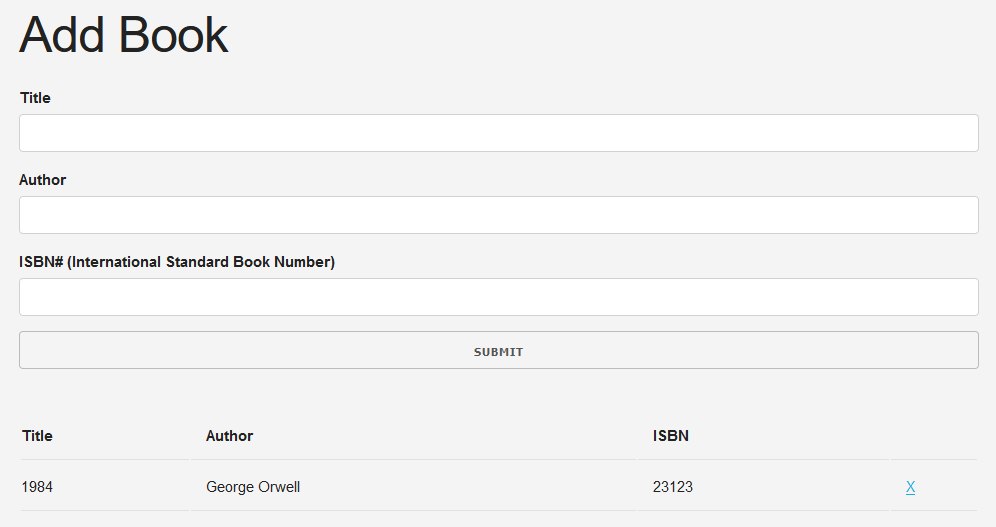 Add Book
Title
Author
ISBN# (International Standard Book Number)
SUBMIT
Title Author ISBN
1984 George Orwell 23123 X